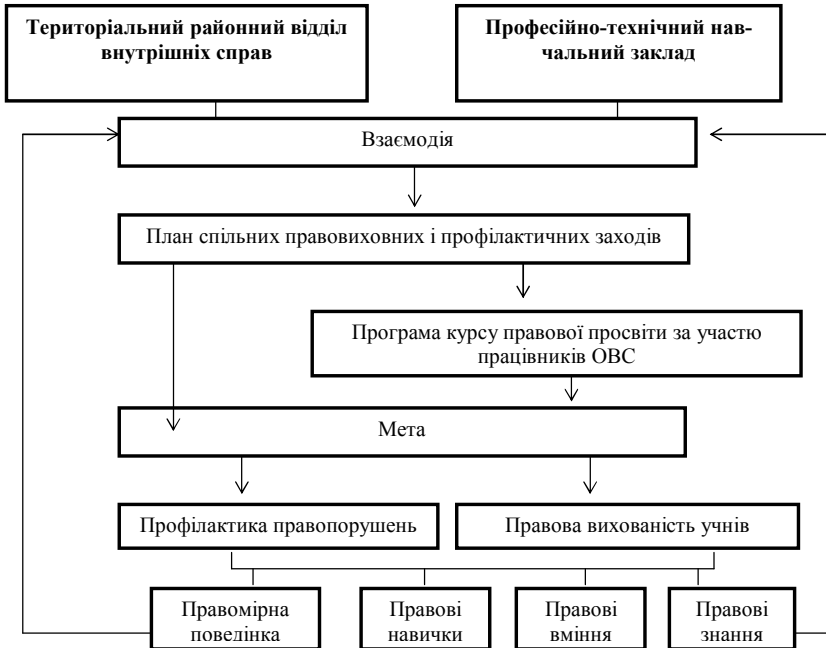 Територіальний районний відділ
внутрішніх справ
Професійно-технічний нав-
чальний заклад
Взаємодія
План спільних правовиховних і профілактичних заходів
Програма курсу правової просвіти за участю
працівників ОВС
Мета
Профілактика правопорушень
Правова вихованість учнів
Правомірна
поведінка
Правові
навички
Правові
вміння
Правові
знання